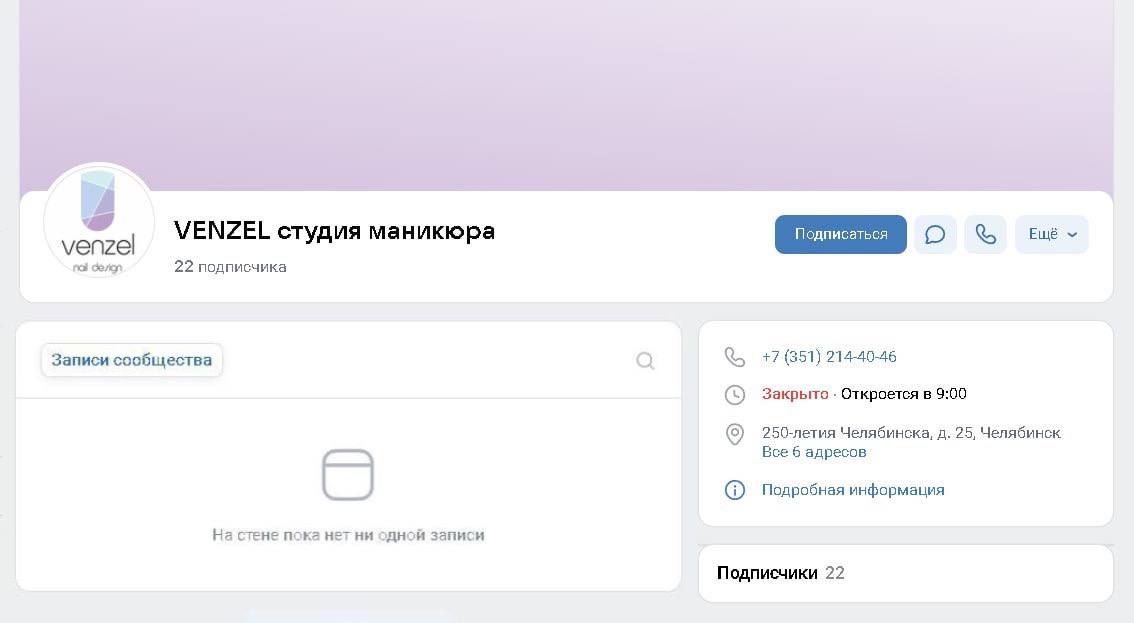 venzel
nail design
VENZEL студия маникюра
22 подписчика
Подписаться
Ещё
Записи сообщества
На стене пока нет ни одной записи
+7 (351) 214-40-46
Закрыто · Откроется в 9:00
250-летия Челябинска, д. 25, Челябинск
Все 6 адресов
Подробная информация
Подписчики 22